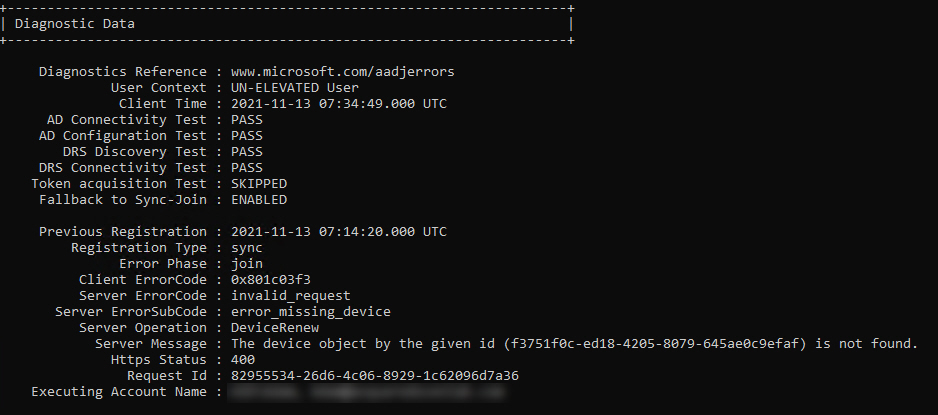 +----------------------------------------------------------------------+
| Diagnostic Data                                                      |
+----------------------------------------------------------------------+
Diagnostics Reference : www.microsoft.com/aadjerrors
User Context : UN-ELEVATED User
Client Time : 2021-11-13 07:34:49.000 UTC
AD Connectivity Test : PASS
AD Configuration Test : PASS
DRS Discovery Test : PASS
DRS Connectivity Test : PASS
Token acquisition Test : SKIPPED
Fallback to Sync-Join : ENABLED
Previous Registration : 2021-11-13 07:14:20.000 UTC
Registration Type : sync
Error Phase : join
Client ErrorCode : 0x801c03f3
Server ErrorCode : invalid_request
Server ErrorSubCode : error_missing_device
Server Operation : DeviceRenew
Server Message : The device object by the given id (f3751f0c-ed18-4205-8079-645ae0c9efaf) is not found.
Https Status : 400
Request Id : 82955534-26d6-4c06-8929-1c62096d7a36
Executing Account Name :